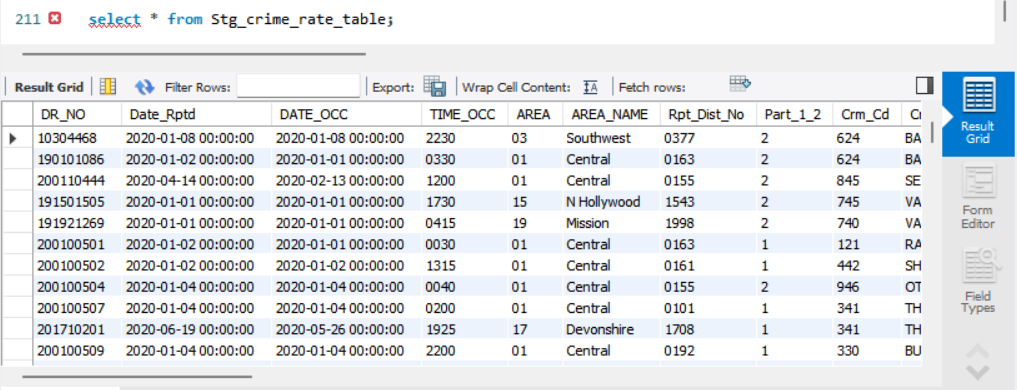 211 select * from Stg_crime_rate_table;
Result Grid Filter Rows: Export: Wrap Cell Content: IA Fetch rows:
DR_NO Date_Rptd DATE_OCC TIME_OCC AREA AREA_NAME Rpt_Dist_No Part_1_2 Crm_Cd
10304468 2020-01-08 00:00:00 2020-01-08 00:00:00 2230 03 Southwest 0377 2 624 BA
190101086 2020-01-02 00:00:00 2020-01-01 00:00:00 0330 01 Central 0163 2 624 BA
200110444 2020-04-14 00:00:00 2020-02-13 00:00:00 1200 01 Central 0155 2 845 SE
191501505 2020-01-01 00:00:00 2020-01-01 00:00:00 1730 15 N Hollywood 1543 2 745 VA
191921269 2020-01-01 00:00:00 2020-01-01 00:00:00 0415 19 Mission 1998 2 740 VA
200100501 2020-01-02 00:00:00 2020-01-01 00:00:00 0030 01 Central 0163 1 121 RA
200100502 2020-01-02 00:00:00 2020-01-02 00:00:00 1315 01 Central 0161 1 442 SH
200100504 2020-01-04 00:00:00 2020-01-04 00:00:00 0040 01 Central 0155 2 946 OT
200100507 2020-01-04 00:00:00 2020-01-04 00:00:00 0200 01 Central 0101 1 341 TH
201710201 2020-06-19 00:00:00 2020-05-26 00:00:00 1925 17 Devonshire 1708 1 341 TH
200100509 2020-01-04 00:00:00 2020-01-04 00:00:00 2200 01 Central 0192 1 330 BU
Result
Grid
Form
Editor
Field
Types